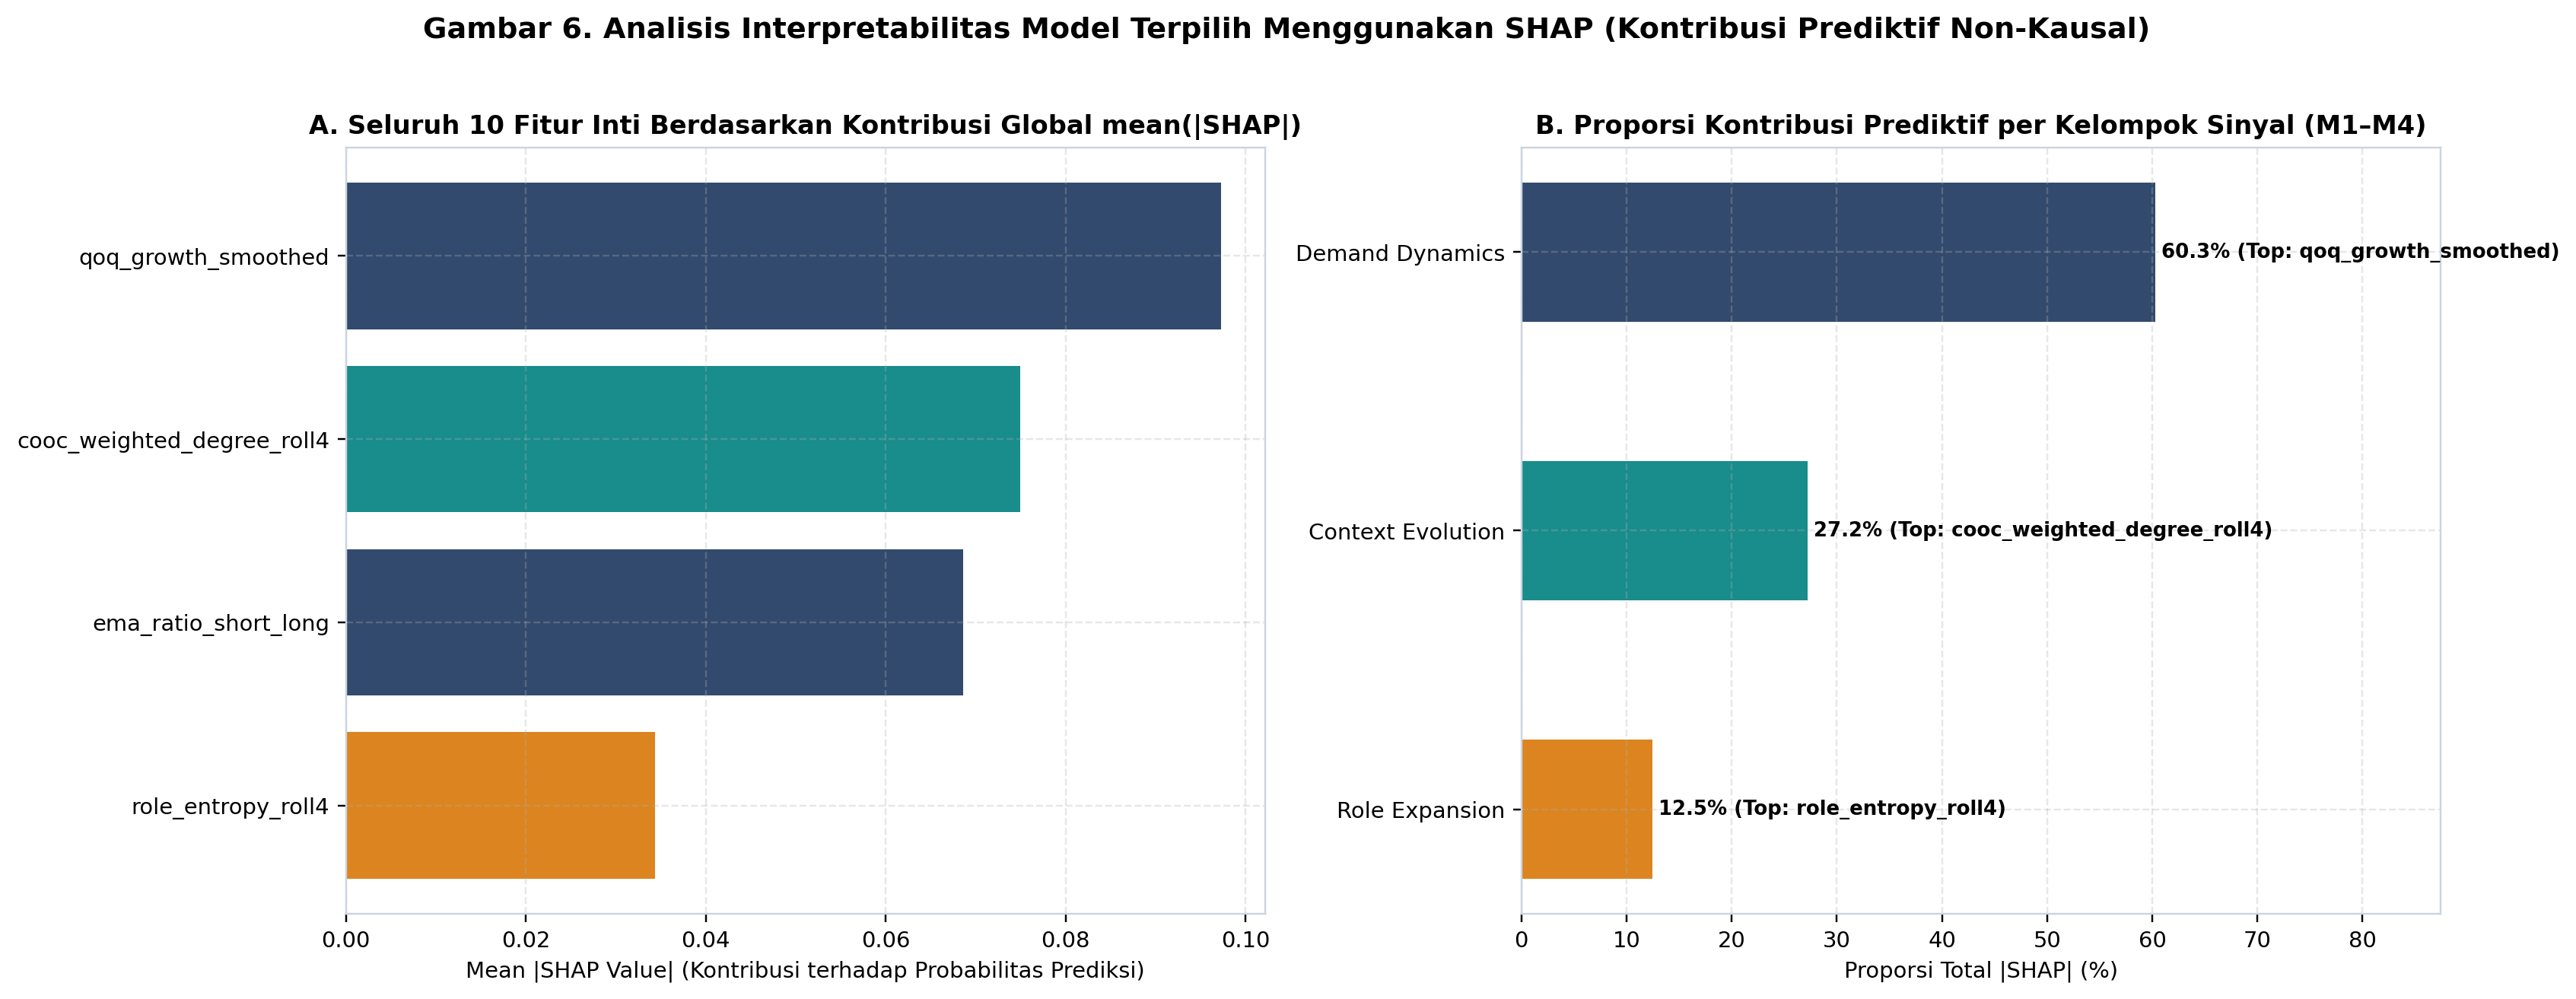 Gambar 6. Analisis Interpretabilitas Model Terpilih Menggunakan SHAP (Kontribusi Prediktif Non-Kausal)
A. Seluruh 10 Fitur Inti Berdasarkan Kontribusi Global mean(|SHAP|)
qoq_growth_smoothed
cooc_weighted_degree_roll4
ema_ratio_short_long
role_entropy_roll4
0.00 0.02 0.04 0.06 0.08 0.10
Mean |SHAP Value| (Kontribusi terhadap Probabilitas Prediksi)
B. Proporsi Kontribusi Prediktif per Kelompok Sinyal (M1–M4)
Demand Dynamics 60.3% (Top: qoq_growth_smoothed)
Context Evolution 27.2% (Top: cooc_weighted_degree_roll4)
Role Expansion 12.5% (Top: role_entropy_roll4)
0 10 20 30 40 50 60 70 80
Proporsi Total |SHAP| (%)